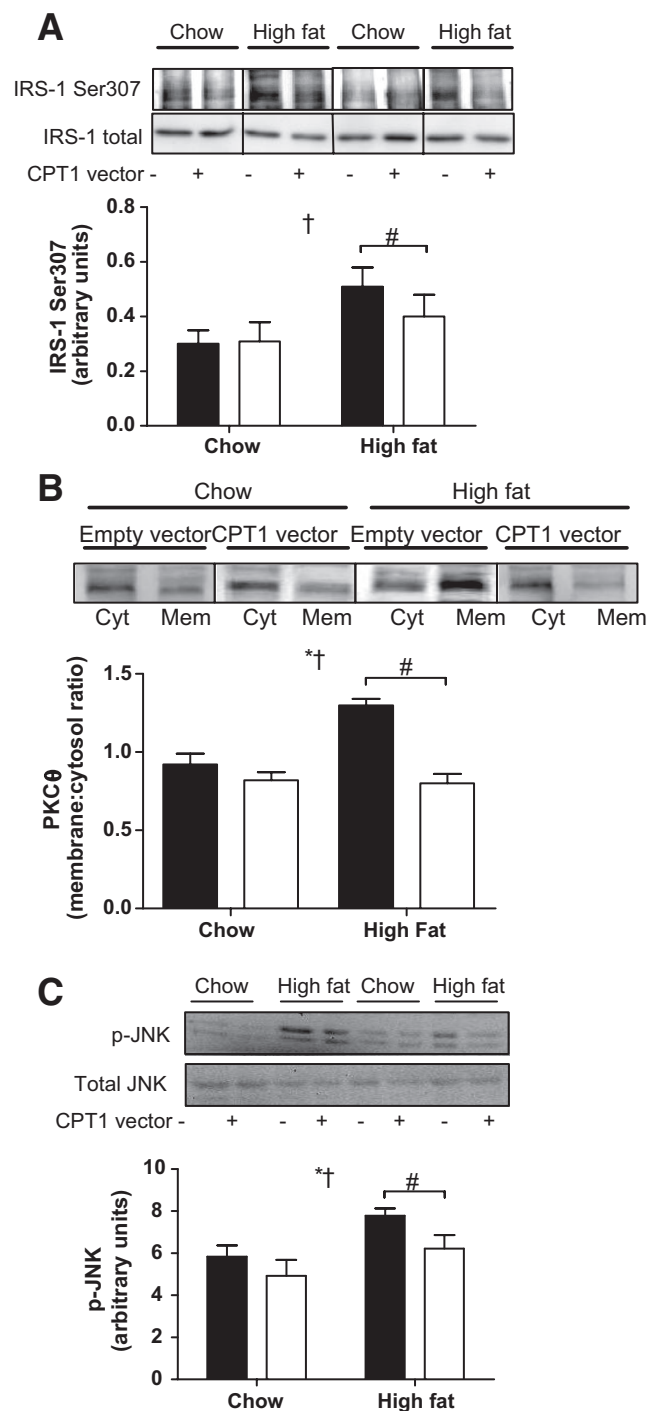 A
Chow High fat Chow High fat
IRS-1 Ser307
IRS-1 total
CPT1 vector - + - + - + - +
0.8
†
#
0.6
0.4
0.2
0.0
IRS-1 Ser307
(arbitrary units)
Chow High fat
B
Chow High fat
Empty vector CPT1 vector Empty vector CPT1 vector
Cyt Mem Cyt Mem Cyt Mem Cyt Mem
*†
#
1.5
1.0
0.5
0.0
PKCθ
(membrane:cytosol ratio)
Chow High Fat
C
Chow High fat Chow High fat
p-JNK
Total JNK
CPT1 vector - + - + - + - +
10
*†
#
8
6
4
2
0
p-JNK
(arbitrary units)
Chow High fat